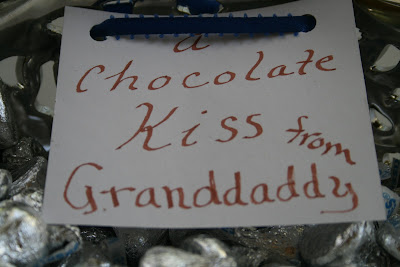 a
Chocolate
Kiss from
Granddaddy